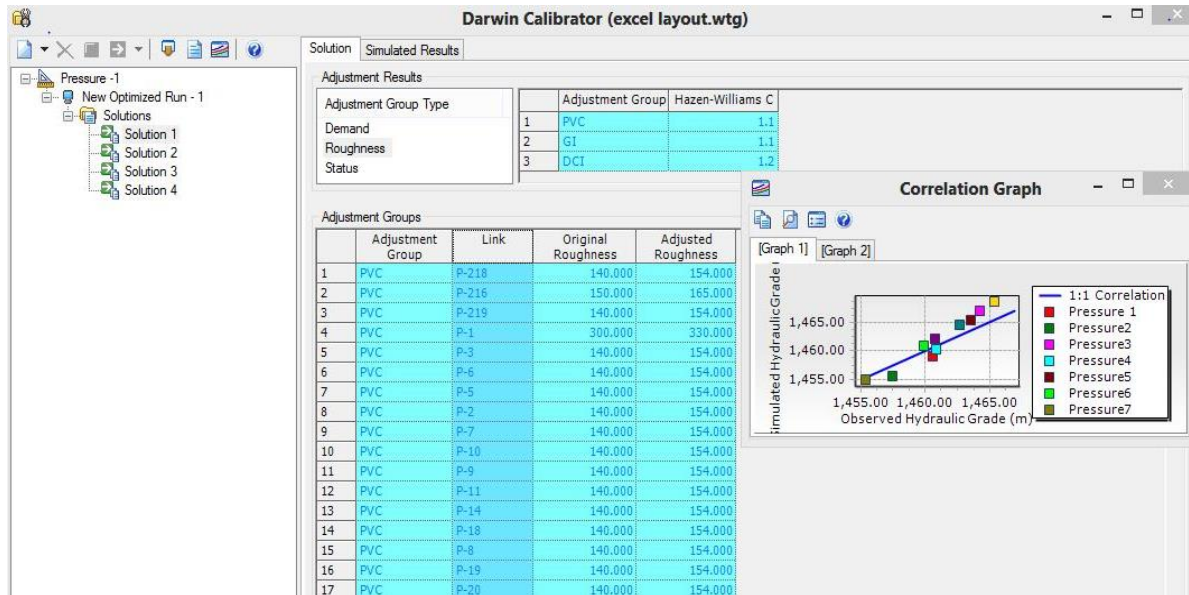 Darwin Calibrator (excel layout.wtg)
Pressure -1
New Optimized Run - 1
Solutions
Solution 1
Solution 2
Solution 3
Solution 4
Solution Simulated Results
Adjustment Results
Adjustment Group Type
Demand
Roughness
Status
Adjustment Group Hazen-Williams C
1 PVC 1.1
2 GI 1.1
3 DCI 1.2
Adjustment Groups
Adjustment Group Link Original Roughness Adjusted Roughness
1 PVC P-218 140.000 154.000
2 PVC P-216 150.000 165.000
3 PVC P-219 140.000 154.000
4 PVC P-1 300.000 330.000
5 PVC P-3 140.000 154.000
6 PVC P-6 140.000 154.000
7 PVC P-5 140.000 154.000
8 PVC P-2 140.000 154.000
9 PVC P-7 140.000 154.000
10 PVC P-10 140.000 154.000
11 PVC P-9 140.000 154.000
12 PVC P-11 140.000 154.000
13 PVC P-14 140.000 154.000
14 PVC P-18 140.000 154.000
15 PVC P-8 140.000 154.000
16 PVC P-19 140.000 154.000
17 PVC P-20 140.000 154.000
Correlation Graph
[Graph 1] [Graph 2]
Simulated Hydraulic Grade
1,465.00
1,460.00
1,455.00
1,455.00 1,460.00 1,465.00
Observed Hydraulic Grade (m)
1:1 Correlation
Pressure 1
Pressure2
Pressure3
Pressure4
Pressure5
Pressure6
Pressure7